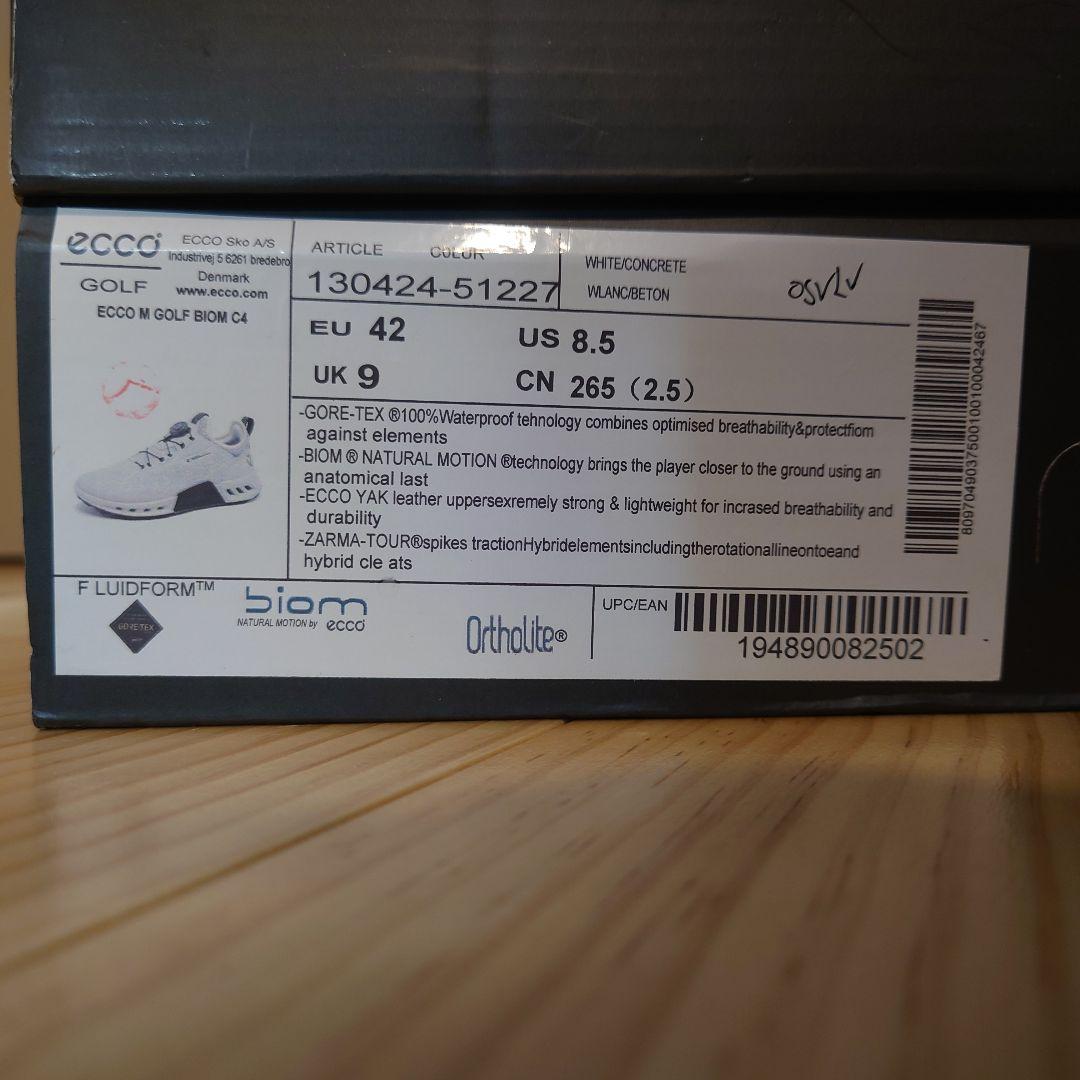 ecco
GOLF
ECCO Sko A/S
Industrivej 5 6261 bredebro
Denmark
www.ecco.com
ECCO M GOLF BIOM C4
ARTICLE COLUR
130424-51227
WHITE/CONCRETE
WLANC/BETON
EU 42
US 8.5
UK 9
CN 265 (2.5)
-GORE-TEX ®100%Waterproof tehnology combines optimised breathability&protectfiom
against elements
-BIOM ® NATURAL MOTION ®technology brings the player closer to the ground using an
anatomical last
-ECCO YAK leather uppersexremely strong & lightweight for incrased breathability and
durability
-ZARMA-TOUR®spikes tractionHybridelementsincludingtherotationallineontoeand
hybrid cle ats
8097049037500100100042467
F LUIDFORM™
GORE-TEX
biom
NATURAL MOTION by ecco
Ortholite®
UPC/EAN
194890082502